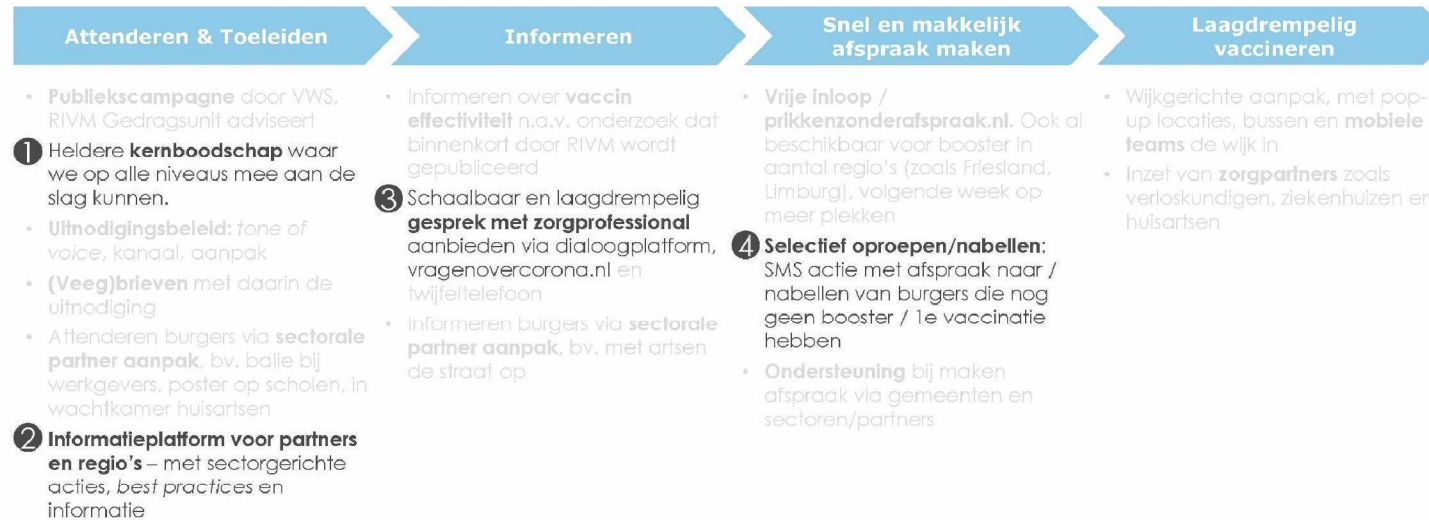 Attenderen & Toeleiden
• Publiekscampagne door VWS,
RIVM Gedragsunit adviseert
1 Heldere kernboodschap waar
we op alle niveaus mee aan de
slag kunnen.
• Uitnodigingsbeleid: tone of
voice, kanaal, aanpak
• (Veeg)brieven met daarin de
uitnodiging
• Attenderen burgers via sectorale
partner aanpak, bv. balie bij
werkgevers, poster op scholen, in
wachtkamer huisartsen
2 Informatieplatform voor partners
en regio's – met sectorgerichte
acties, best practices en
informatie
Informeren
• Informeren over vaccin
effectiviteit n.a.v. onderzoek dat
binnenkort door RIVM wordt
gepubliceerd
3 Schaalbaar en laagdrempelig
gesprek met zorgprofessional
aanbieden via dialoogplatform,
vragenovercorona.nl en
twijfeltelefoon
• Informeren burgers via sectorale
partner aanpak, bv. met artsen
de straat op
Snel en makkelijk
afspraak maken
• Vrije inloop /
prikkenzonderafspraak.nl. Ook al
beschikbaar voor booster in
aantal regio's (zoals Friesland,
Limburg), volgende week op
meer plekken
4 Selectief oproepen/nabellen:
SMS actie met afspraak naar /
nabellen van burgers die nog
geen booster / 1e vaccinatie
hebben
• Ondersteuning bij maken
afspraak via gemeenten en
sectoren/partners
Laagdrempelig
vaccineren
• Wijkgerichte aanpak, met pop-
up locaties, bussen en mobiele
teams de wijk in
• Inzet van zorgpartners zoals
verloskundigen, ziekenhuizen en
huisartsen